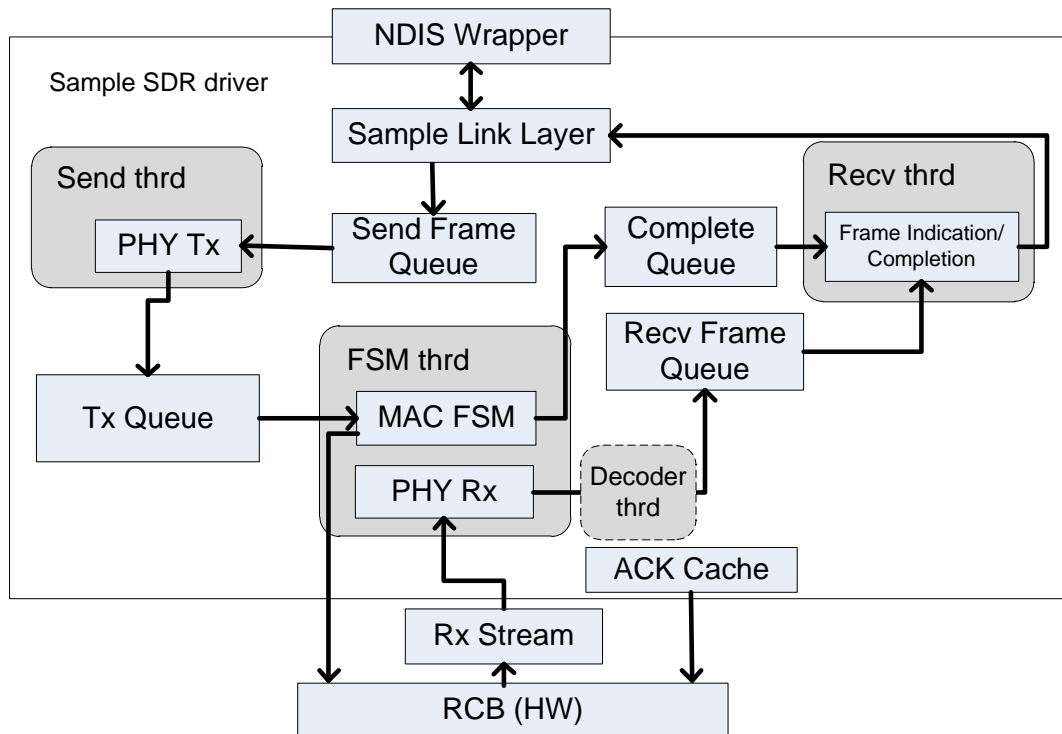 NDIS Wrapper
Sample SDR driver
Sample Link Layer
Send thrd
PHY Tx
Send Frame
Queue
Complete
Queue
Recv thrd
Frame Indication/
Completion
Recv Frame
Queue
FSM thrd
Tx Queue
MAC FSM
PHY Rx
Decoder
thrd
ACK Cache
Rx Stream
RCB (HW)